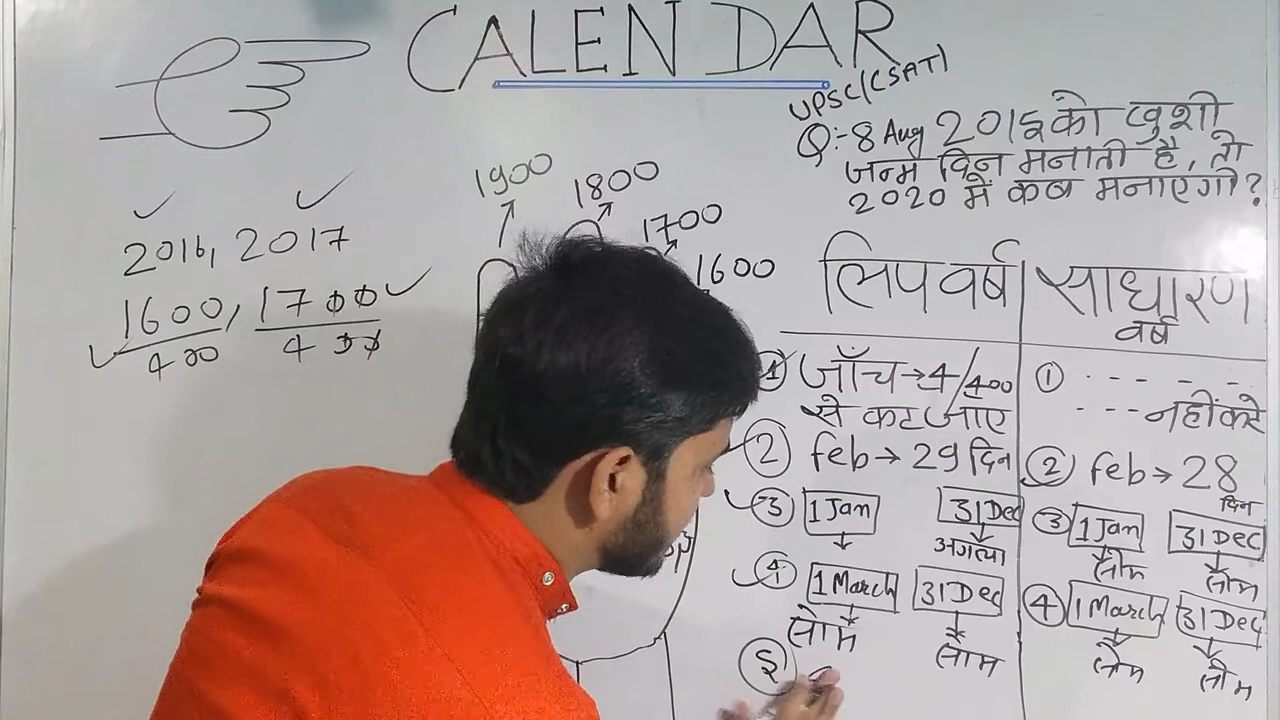 CALENDAR
UPSC/(CSAT)
Q:- 8 Aug 2015 को खुशी
जन्म दिन मनाती है, तो
2020 में कब मनाएगी?
1900
1800
1700
1600
2016, 2017
1600, 1700
400 400
लिप वर्ष
① जाँच→4/400
से कट जाए
② feb→29 दिन
③ 1 Jan 31 Dec
अगला
④ 1 March 31 Dec
सोम सोम
साधारण
वर्ष
① - - - - -
- - - नहीं कटे
② feb→28
दिन
③ 1 Jan 31 Dec
सोम सोम
④ 1 March 31 Dec
सोम सोम